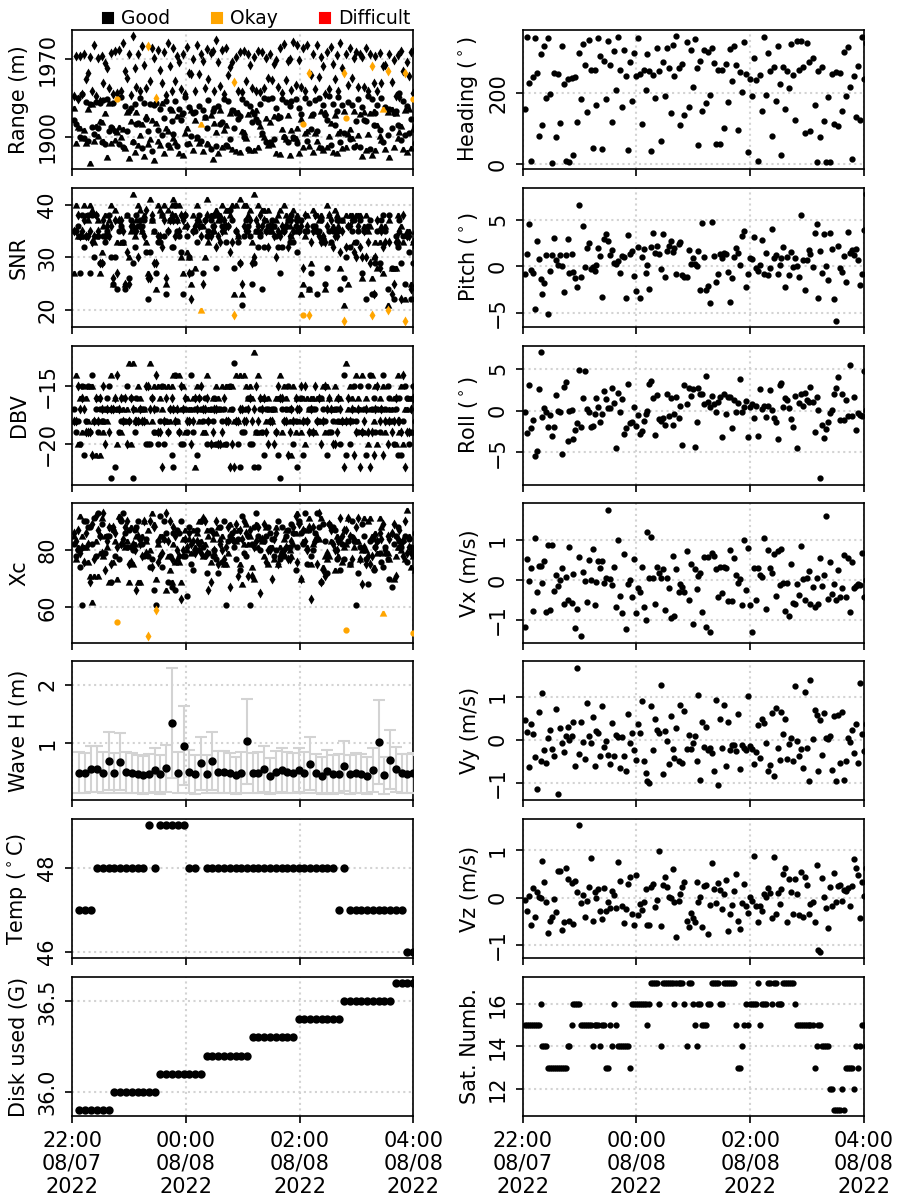 Good Okay Difficult
Range (m)
1970
1900
Heading (°)
200
0
SNR
40
30
20
Pitch (°)
5
0
−5
DBV
−15
−20
Roll (°)
5
0
−5
Xc
80
60
Vx (m/s)
1
0
−1
Wave H (m)
2
1
Vy (m/s)
1
0
−1
Temp (°C)
48
46
Vz (m/s)
1
0
−1
Disk used (G)
36.5
36.0
Sat. Numb.
16
14
12
22:00 00:00 02:00 04:00
08/07 08/08 08/08 08/08
2022 2022 2022 2022
22:00 00:00 02:00 04:00
08/07 08/08 08/08 08/08
2022 2022 2022 2022